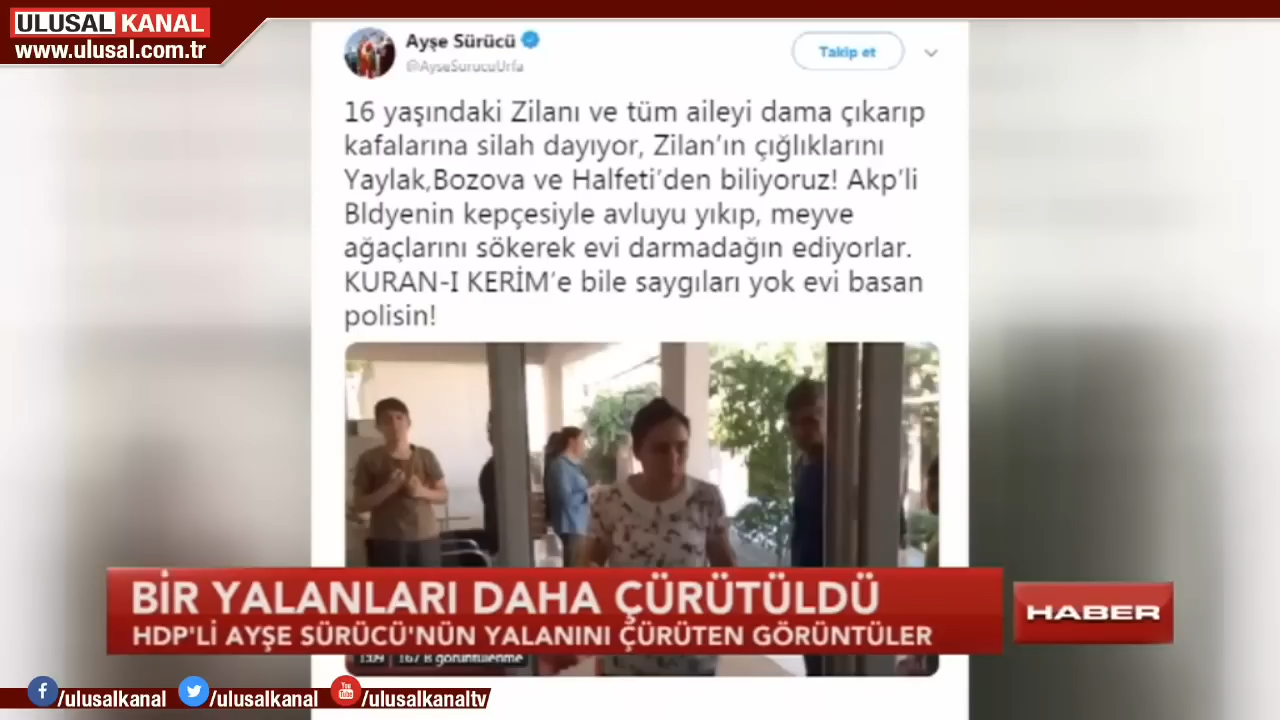 ULUSAL KANAL
www.ulusal.com.tr
Ayşe Sürücü
@AyseSurucuUrfa
Takip et
16 yaşındaki Zilanı ve tüm aileyi dama çıkarıp
kafalarına silah dayıyor, Zilan'ın çığlıklarını
Yaylak,Bozova ve Halfeti'den biliyoruz! Akp'li
Bldyenin kepçesiyle avluyu yıkıp, meyve
ağaçlarını sökerek evi darmadağın ediyorlar.
KURAN-I KERİM'e bile saygıları yok evi basan
polisin!
BİR YALANLARI DAHA ÇÜRÜTÜLDÜ
HDP'Lİ AYŞE SÜRÜCÜ'NÜN YALANINI ÇÜRÜTEN GÖRÜNTÜLER
HABER
167 B görüntülenme
/ulusalkanal
/ulusalkanal
/ulusalkanaltv